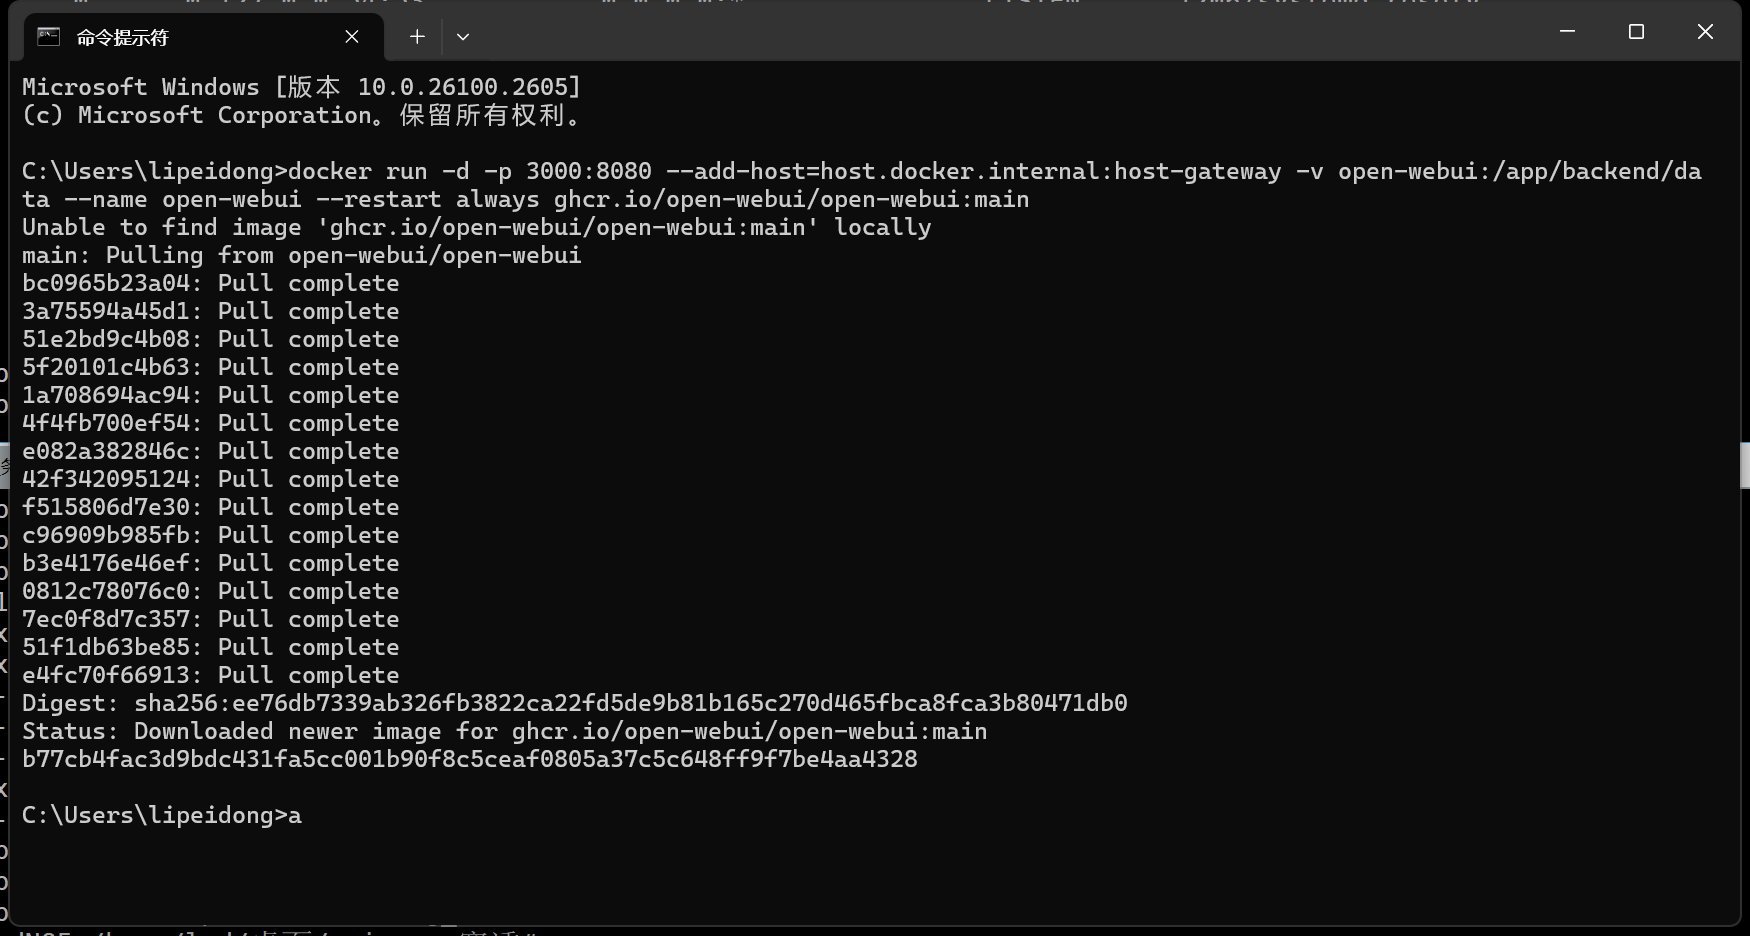 命令提示符
Microsoft Windows [版本 10.0.26100.2605]
(c) Microsoft Corporation。保留所有权利。
C:\Users\lipeidong>docker run -d -p 3000:8080 --add-host=host.docker.internal:host-gateway -v open-webui:/app/backend/da
ta --name open-webui --restart always ghcr.io/open-webui/open-webui:main
Unable to find image 'ghcr.io/open-webui/open-webui:main' locally
main: Pulling from open-webui/open-webui
bc0965b23a04: Pull complete
3a75594a45d1: Pull complete
51e2bd9c4b08: Pull complete
5f20101c4b63: Pull complete
1a708694ac94: Pull complete
4f4fb700ef54: Pull complete
e082a382846c: Pull complete
42f342095124: Pull complete
f515806d7e30: Pull complete
c96909b985fb: Pull complete
b3e4176e46ef: Pull complete
0812c78076c0: Pull complete
7ec0f8d7c357: Pull complete
51f1db63be85: Pull complete
e4fc70f66913: Pull complete
Digest: sha256:ee76db7339ab326fb3822ca22fd5de9b81b165c270d465fbca8fca3b80471db0
Status: Downloaded newer image for ghcr.io/open-webui/open-webui:main
b77cb4fac3d9bdc431fa5cc001b90f8c5ceaf0805a37c5c648ff9f7be4aa4328
C:\Users\lipeidong>a